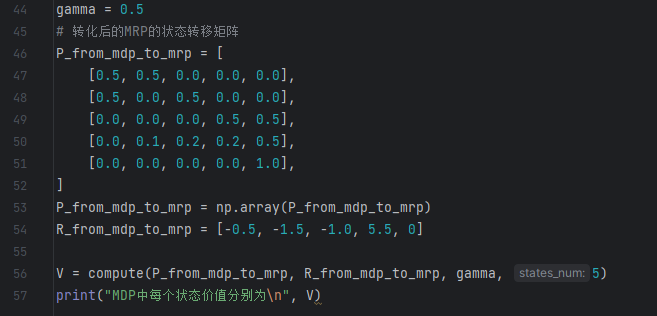 44 gamma = 0.5
45 # 转化后的MRP的状态转移矩阵
46 P_from_mdp_to_mrp = [
47 [0.5, 0.5, 0.0, 0.0, 0.0],
48 [0.5, 0.0, 0.5, 0.0, 0.0],
49 [0.0, 0.0, 0.0, 0.5, 0.5],
50 [0.0, 0.1, 0.2, 0.2, 0.5],
51 [0.0, 0.0, 0.0, 0.0, 1.0],
52 ]
53 P_from_mdp_to_mrp = np.array(P_from_mdp_to_mrp)
54 R_from_mdp_to_mrp = [-0.5, -1.5, -1.0, 5.5, 0]
55
56 V = compute(P_from_mdp_to_mrp, R_from_mdp_to_mrp, gamma, states_num: 5)
57 print("MDP中每个状态价值分别为\n", V)